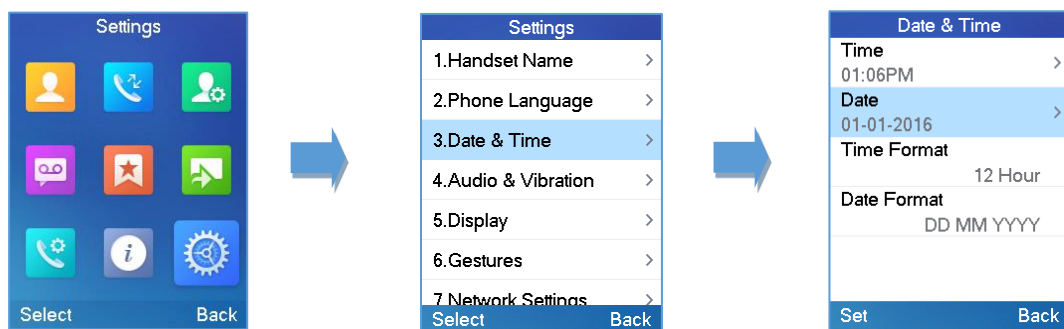 Settings
Select Back
Settings
1.Handset Name
2.Phone Language
3.Date & Time
4.Audio & Vibration
5.Display
6.Gestures
7.Network Settings
Select Back
Date & Time
Time
01:06PM
Date
01-01-2016
Time Format
12 Hour
Date Format
DD MM YYYY
Set Back